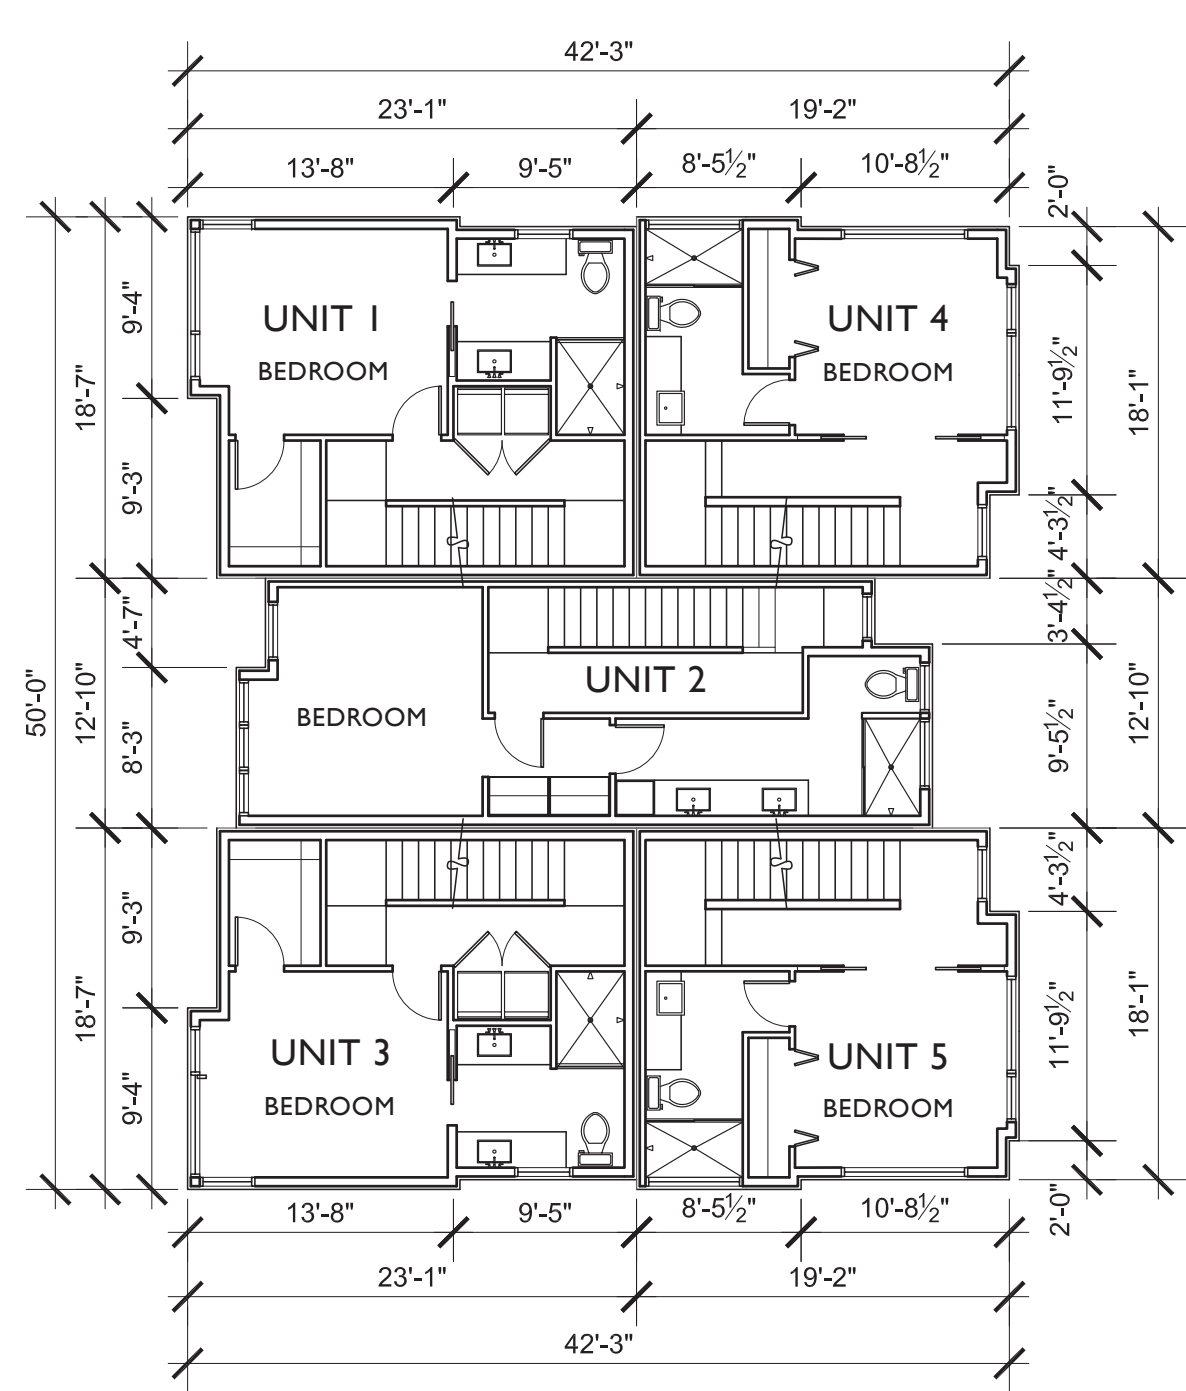 42'-3"
23'-1" 19'-2"
13'-8" 9'-5" 8'-5½" 10'-8½"
2'-0"
9'-4"
UNIT 1
BEDROOM
UNIT 4
BEDROOM
11'-9½"
18'-7"
18'-1"
9'-3"
4'-3½"
4'-7"
3'-4½"
50'-0"
12'-10"
UNIT 2
BEDROOM
12'-10"
8'-3"
9'-5½"
9'-3"
4'-3½"
18'-7"
18'-1"
UNIT 3
BEDROOM
UNIT 5
BEDROOM
11'-9½"
9'-4"
2'-0"
13'-8" 9'-5" 8'-5½" 10'-8½"
23'-1" 19'-2"
42'-3"